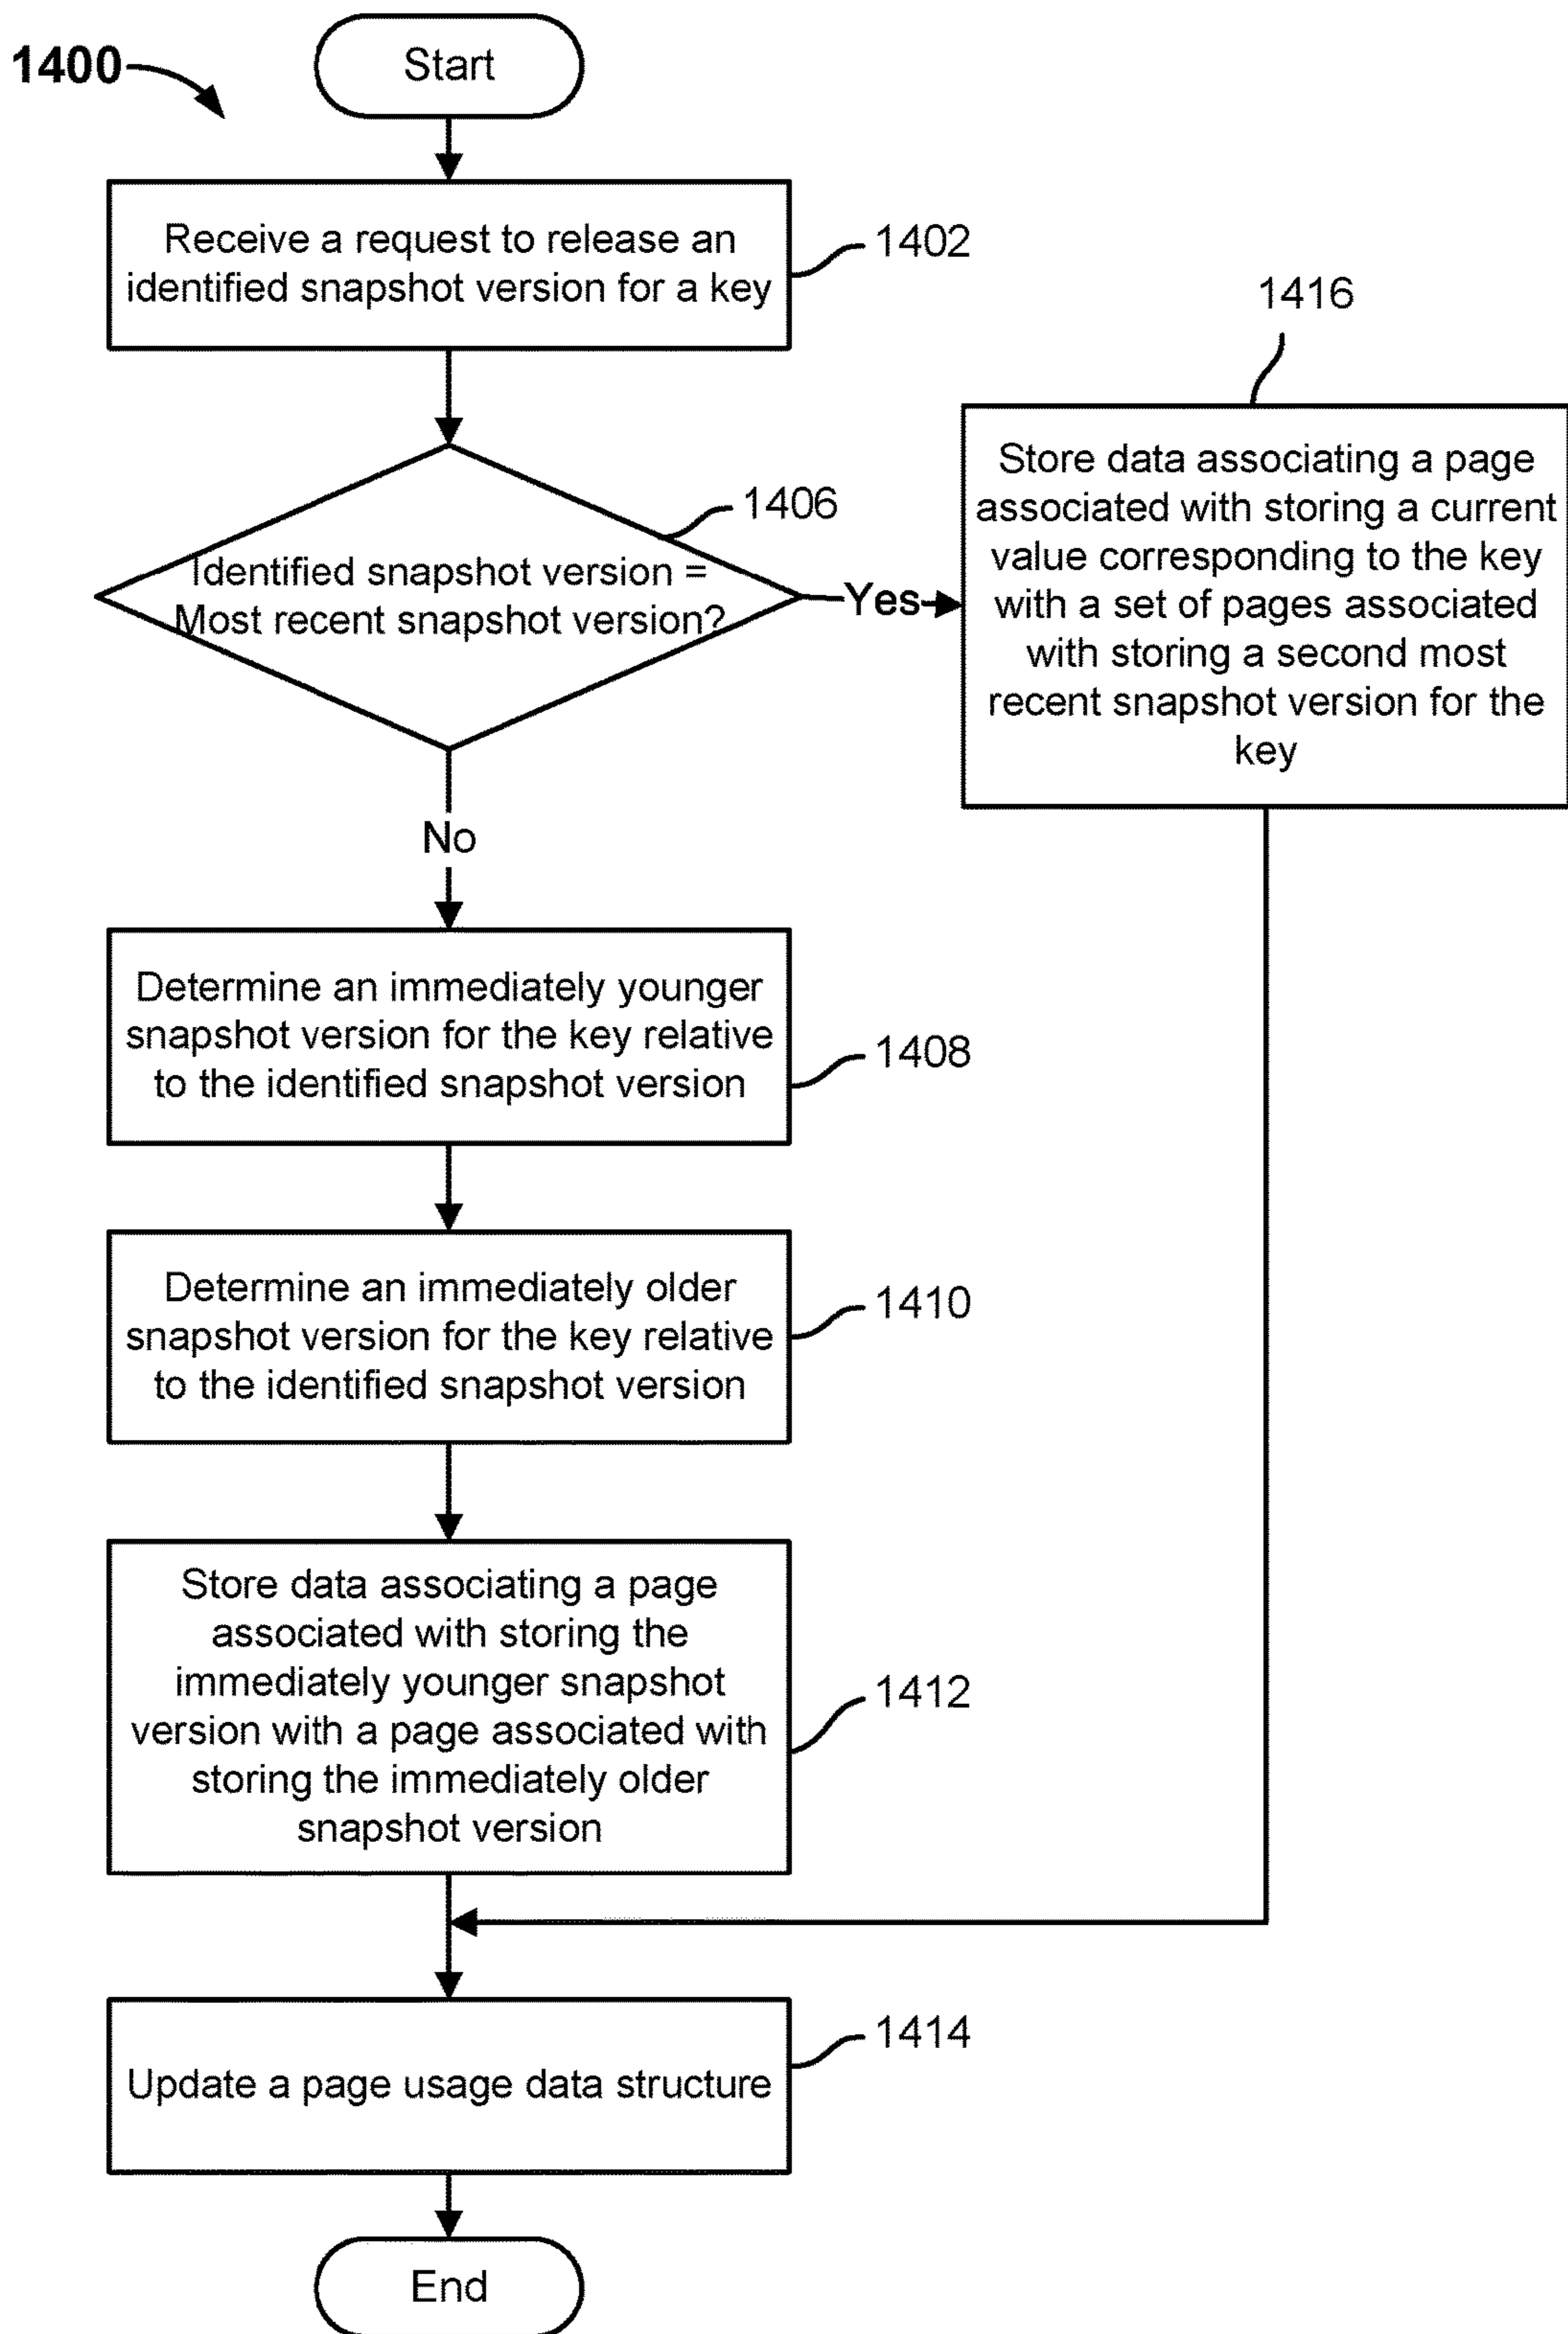 1400
Start
Receive a request to release an
identified snapshot version for a key
1402
1416
Store data associating a page
associated with storing a current
value corresponding to the key
with a set of pages associated
with storing a second most
recent snapshot version for the
key
1406
Identified snapshot version =
Most recent snapshot version?
Yes
No
Determine an immediately younger
snapshot version for the key relative
to the identified snapshot version
1408
Determine an immediately older
snapshot version for the key relative
to the identified snapshot version
1410
Store data associating a page
associated with storing the
immediately younger snapshot
version with a page associated with
storing the immediately older
snapshot version
1412
Update a page usage data structure
1414
End